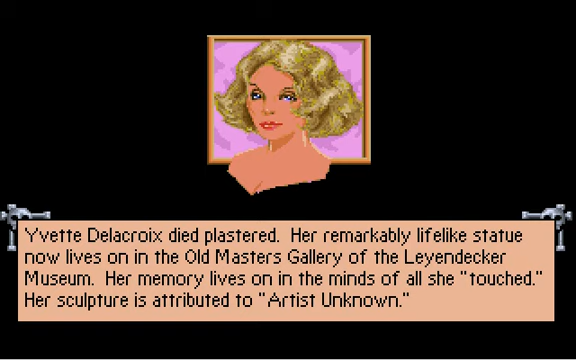 Yvette Delacroix died plastered. Her remarkably lifelike statue
now lives on in the Old Masters Gallery of the Leyendecker
Museum. Her memory lives on in the minds of all she "touched."
Her sculpture is attributed to "Artist Unknown."